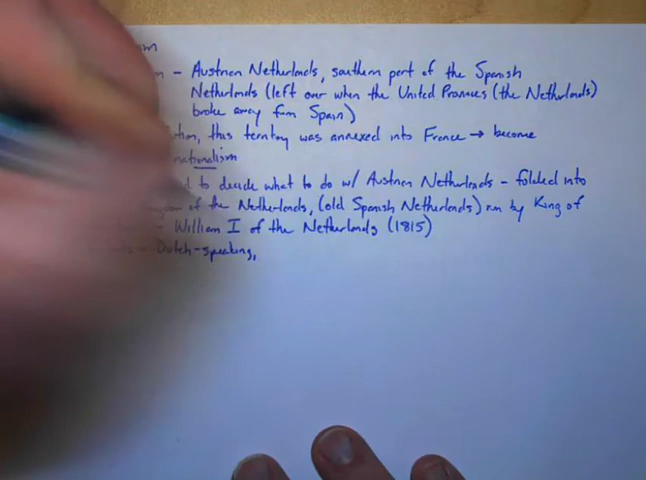 – Austrian Netherlands, southern part of the Spanish
Netherlands (left over when the United Provinces (the Netherlands)
broke away from Spain)
this territory was annexed into France → become
nationalism
to decide what to do w/ Austrian Netherlands – folded into
of the Netherlands, (old Spanish Netherlands) run by King of
– William I of the Netherlands (1815)
– Dutch-speaking,